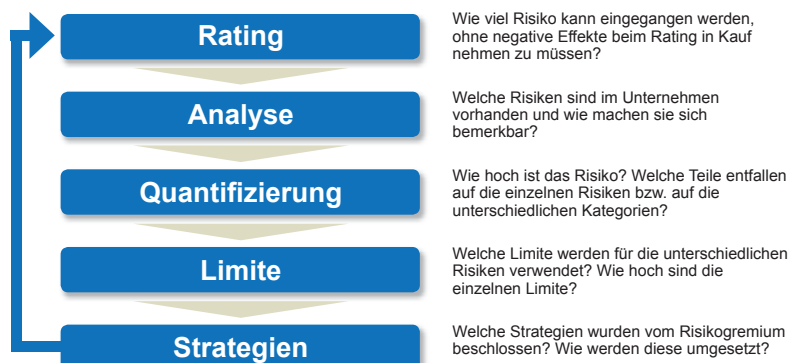 Rating
Wie viel Risiko kann eingegangen werden,
ohne negative Effekte beim Rating in Kauf
nehmen zu müssen?
Analyse
Welche Risiken sind im Unternehmen
vorhanden und wie machen sie sich
bemerkbar?
Quantifizierung
Wie hoch ist das Risiko? Welche Teile entfallen
auf die einzelnen Risiken bzw. auf die
unterschiedlichen Kategorien?
Limite
Welche Limite werden für die unterschiedlichen
Risiken verwendet? Wie hoch sind die
einzelnen Limite?
Strategien
Welche Strategien wurden vom Risikogremium
beschlossen? Wie werden diese umgesetzt?